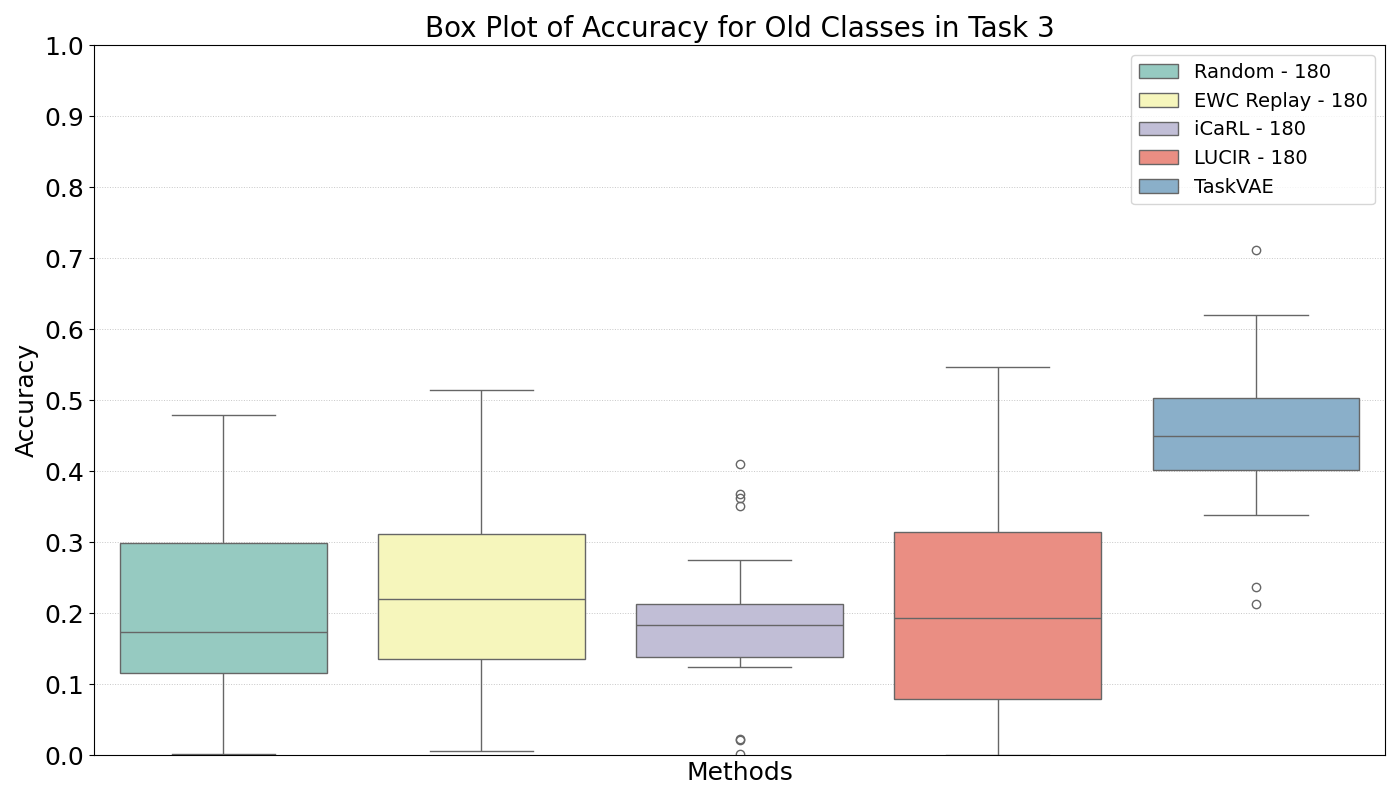 Box Plot of Accuracy for Old Classes in Task 3
1.0
0.9
0.8
0.7
0.6
0.5
0.4
0.3
0.2
0.1
0.0
Accuracy
Methods
Random - 180
EWC Replay - 180
iCaRL - 180
LUCIR - 180
TaskVAE